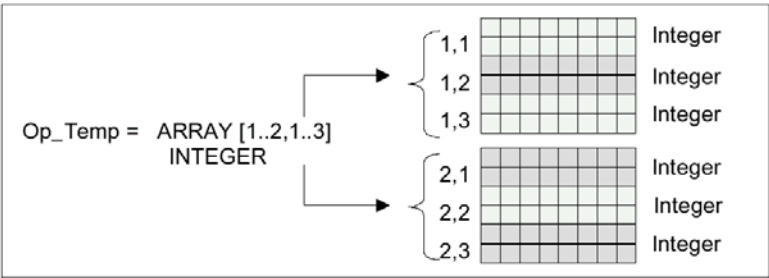 1,1 Integer
1,2 Integer
1,3 Integer
Op_Temp = ARRAY [1..2,1..3]
INTEGER
2,1 Integer
2,2 Integer
2,3 Integer